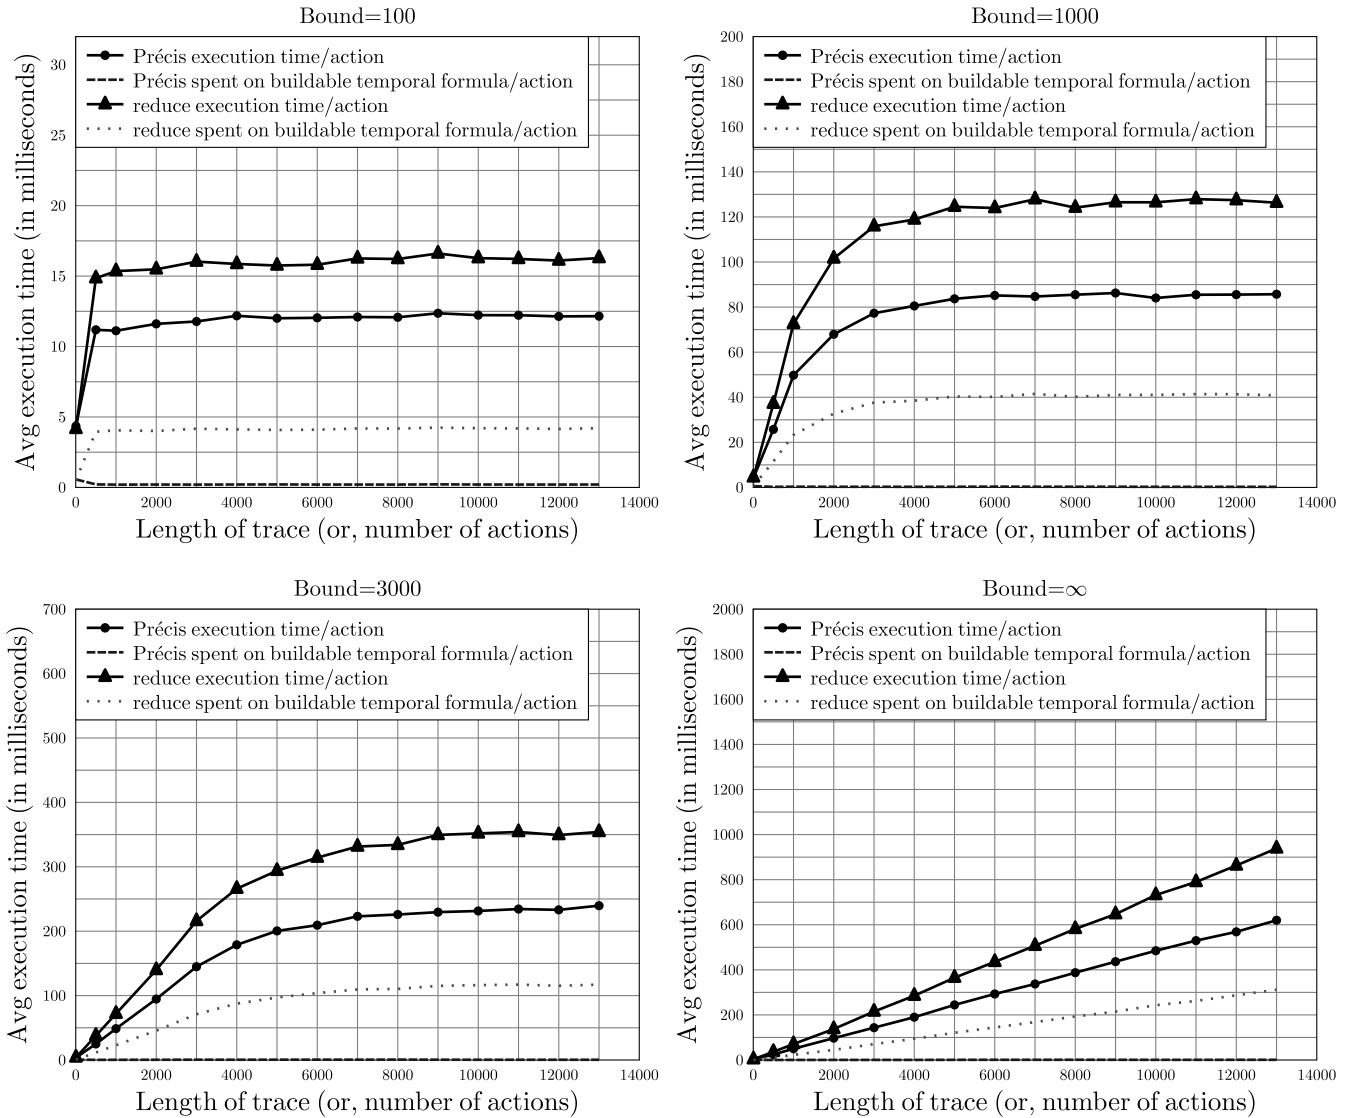 Bound=100
Avg execution time (in milliseconds)
30
25
20
15
10
5
0
Précis execution time/action
Précis spent on buildable temporal formula/action
reduce execution time/action
reduce spent on buildable temporal formula/action
0 2000 4000 6000 8000 10000 12000 14000
Length of trace (or, number of actions)
Bound=1000
Avg execution time (in milliseconds)
200
180
160
140
120
100
80
60
40
20
0
Précis execution time/action
Précis spent on buildable temporal formula/action
reduce execution time/action
reduce spent on buildable temporal formula/action
0 2000 4000 6000 8000 10000 12000 14000
Length of trace (or, number of actions)
Bound=3000
Avg execution time (in milliseconds)
700
600
500
400
300
200
100
0
Précis execution time/action
Précis spent on buildable temporal formula/action
reduce execution time/action
reduce spent on buildable temporal formula/action
0 2000 4000 6000 8000 10000 12000 14000
Length of trace (or, number of actions)
Bound=∞
Avg execution time (in milliseconds)
2000
1800
1600
1400
1200
1000
800
600
400
200
0
Précis execution time/action
Précis spent on buildable temporal formula/action
reduce execution time/action
reduce spent on buildable temporal formula/action
0 2000 4000 6000 8000 10000 12000 14000
Length of trace (or, number of actions)